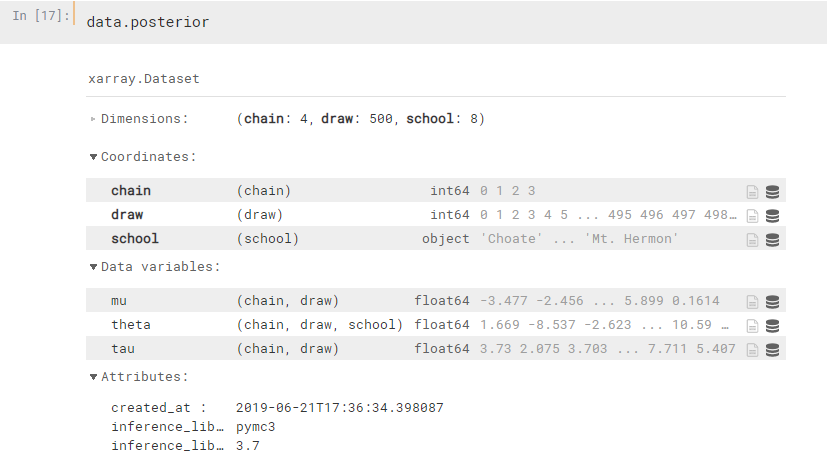 In [17]: data.posterior
xarray.Dataset
▸ Dimensions: (chain: 4, draw: 500, school: 8)
▼ Coordinates:
chain (chain) int64 0 1 2 3
draw (draw) int64 0 1 2 3 4 5 ... 495 496 497 498…
school (school) object 'Choate' ... 'Mt. Hermon'
▼ Data variables:
mu (chain, draw) float64 -3.477 -2.456 ... 5.899 0.1614
theta (chain, draw, school) float64 1.669 -8.537 -2.623 ... 10.59 …
tau (chain, draw) float64 3.73 2.075 3.703 ... 7.711 5.407
▼ Attributes:
created_at : 2019-06-21T17:36:34.398087
inference_lib… pymc3
inference_lib… 3.7